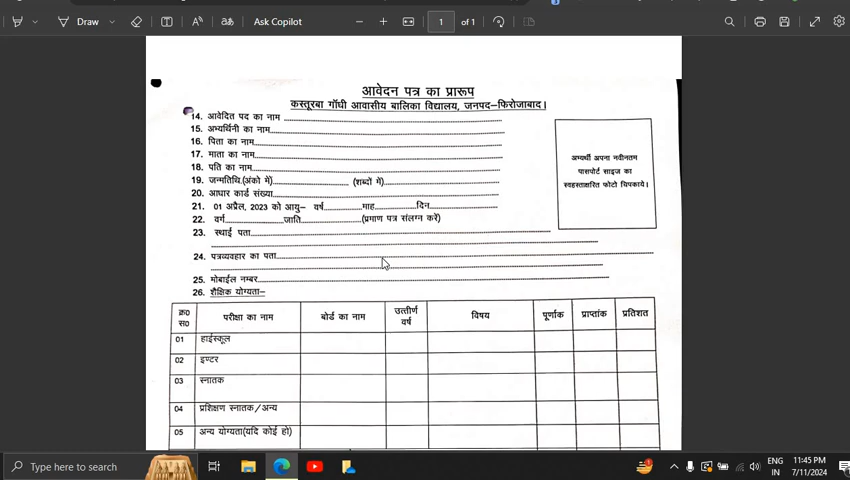 Draw
Ask Copilot
1
of 1
आवेदन पत्र का प्रारूप
कस्तूरबा गाँधी आवासीय बालिका विद्यालय, जनपद–फिरोजाबाद।
14. आवेदित पद का नाम
15. अभ्यर्थिनी का नाम
16. पिता का नाम
17. माता का नाम
18. पति का नाम
19. जन्मतिथि.(अंको में) (शब्दों में)
20. आधार कार्ड संख्या
21. 01 अप्रैल, 2023 को आयु– वर्ष माह दिन
22. वर्ग जाति (प्रमाण पत्र संलग्न करें)
23. स्थाई पता
24. पत्रव्यवहार का पता
25. मोबाईल नम्बर
26. शैक्षिक योग्यता–
अभ्यर्थी अपना नवीनतम
पासपोर्ट साइज का
स्वहस्ताक्षरित फोटो चिपकाये।
क्र0 स0 परीक्षा का नाम बोर्ड का नाम उत्तीर्ण वर्ष विषय पूर्णांक प्राप्तांक प्रतिशत
01 हाईस्कूल
02 इण्टर
03 स्नातक
04 प्रशिक्षण स्नातक/अन्य
05 अन्य योग्यता(यदि कोई हो)
Type here to search
ENG
IN
11:45 PM
7/11/2024